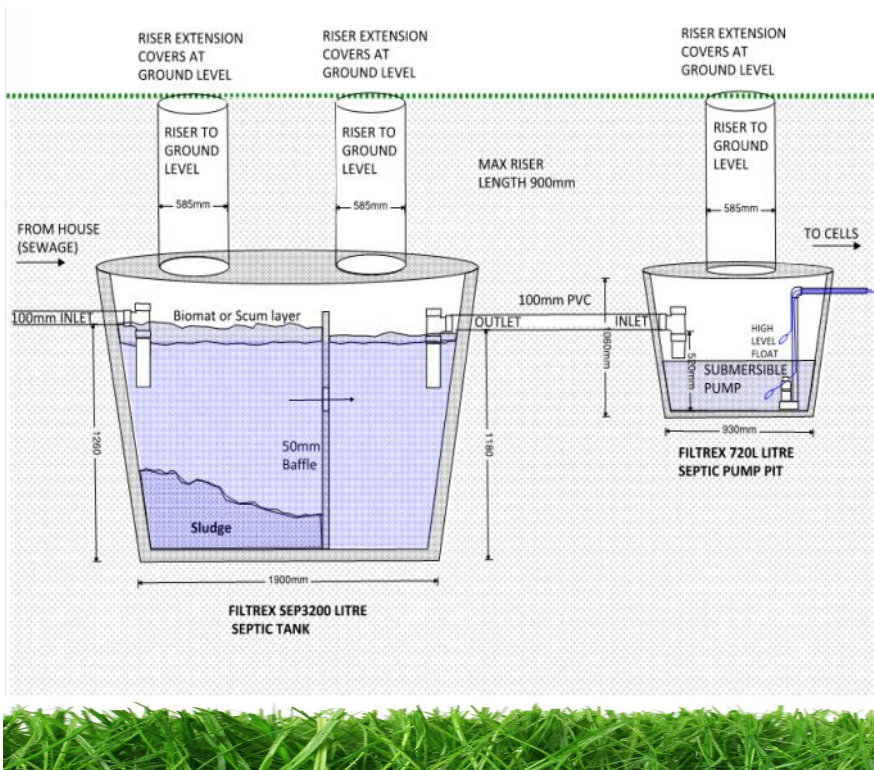 RISER EXTENSION
COVERS AT
GROUND LEVEL
RISER EXTENSION
COVERS AT
GROUND LEVEL
RISER EXTENSION
COVERS AT
GROUND LEVEL
RISER TO
GROUND
LEVEL
RISER TO
GROUND
LEVEL
RISER TO
GROUND
LEVEL
MAX RISER
LENGTH 900mm
585mm
585mm
585mm
FROM HOUSE
(SEWAGE)
TO CELLS
100mm INLET
Biomat or Scum layer
100mm PVC
OUTLET
INLET
1060mm
HIGH
LEVEL
FLOAT
520mm
SUBMERSIBLE
PUMP
1260
50mm
Baffle
1180
930mm
FILTREX 720L LITRE
SEPTIC PUMP PIT
Sludge
1900mm
FILTREX SEP3200 LITRE
SEPTIC TANK